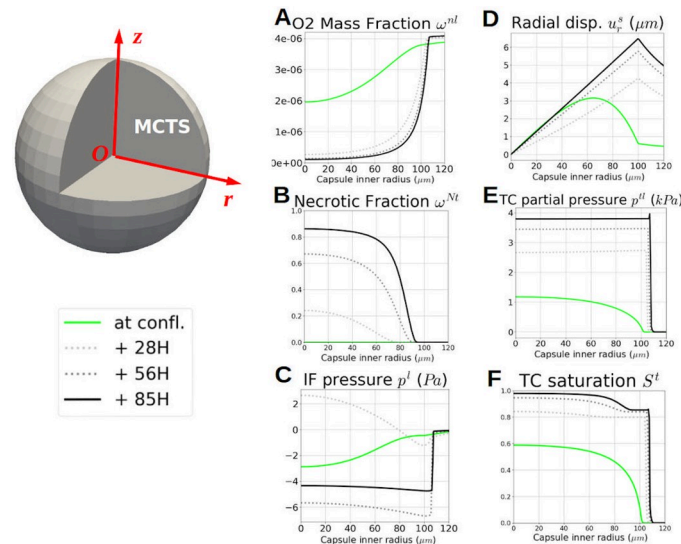 z
MCTS
O
r
at confl.
+ 28H
+ 56H
+ 85H
A O2 Mass Fraction ω^{nl}
4e-06
3e-06
2e-06
1e-06
0e+00
0 20 40 60 80 100 120
Capsule inner radius (μm)
B Necrotic Fraction ω^{Nt}
1.0
0.8
0.6
0.4
0.2
0.0
0 20 40 60 80 100 120
Capsule inner radius (μm)
C IF pressure p^l (Pa)
2
0
−2
−4
−6
0 20 40 60 80 100 120
Capsule inner radius (μm)
D Radial disp. u_r^s (μm)
6
5
4
3
2
1
0
0 20 40 60 80 100 120
Capsule inner radius (μm)
E TC partial pressure p^{tl} (kPa)
4
3
2
1
0
0 20 40 60 80 100 120
Capsule inner radius (μm)
F TC saturation S^t
1.0
0.8
0.6
0.4
0.2
0.0
0 20 40 60 80 100 120
Capsule inner radius (μm)